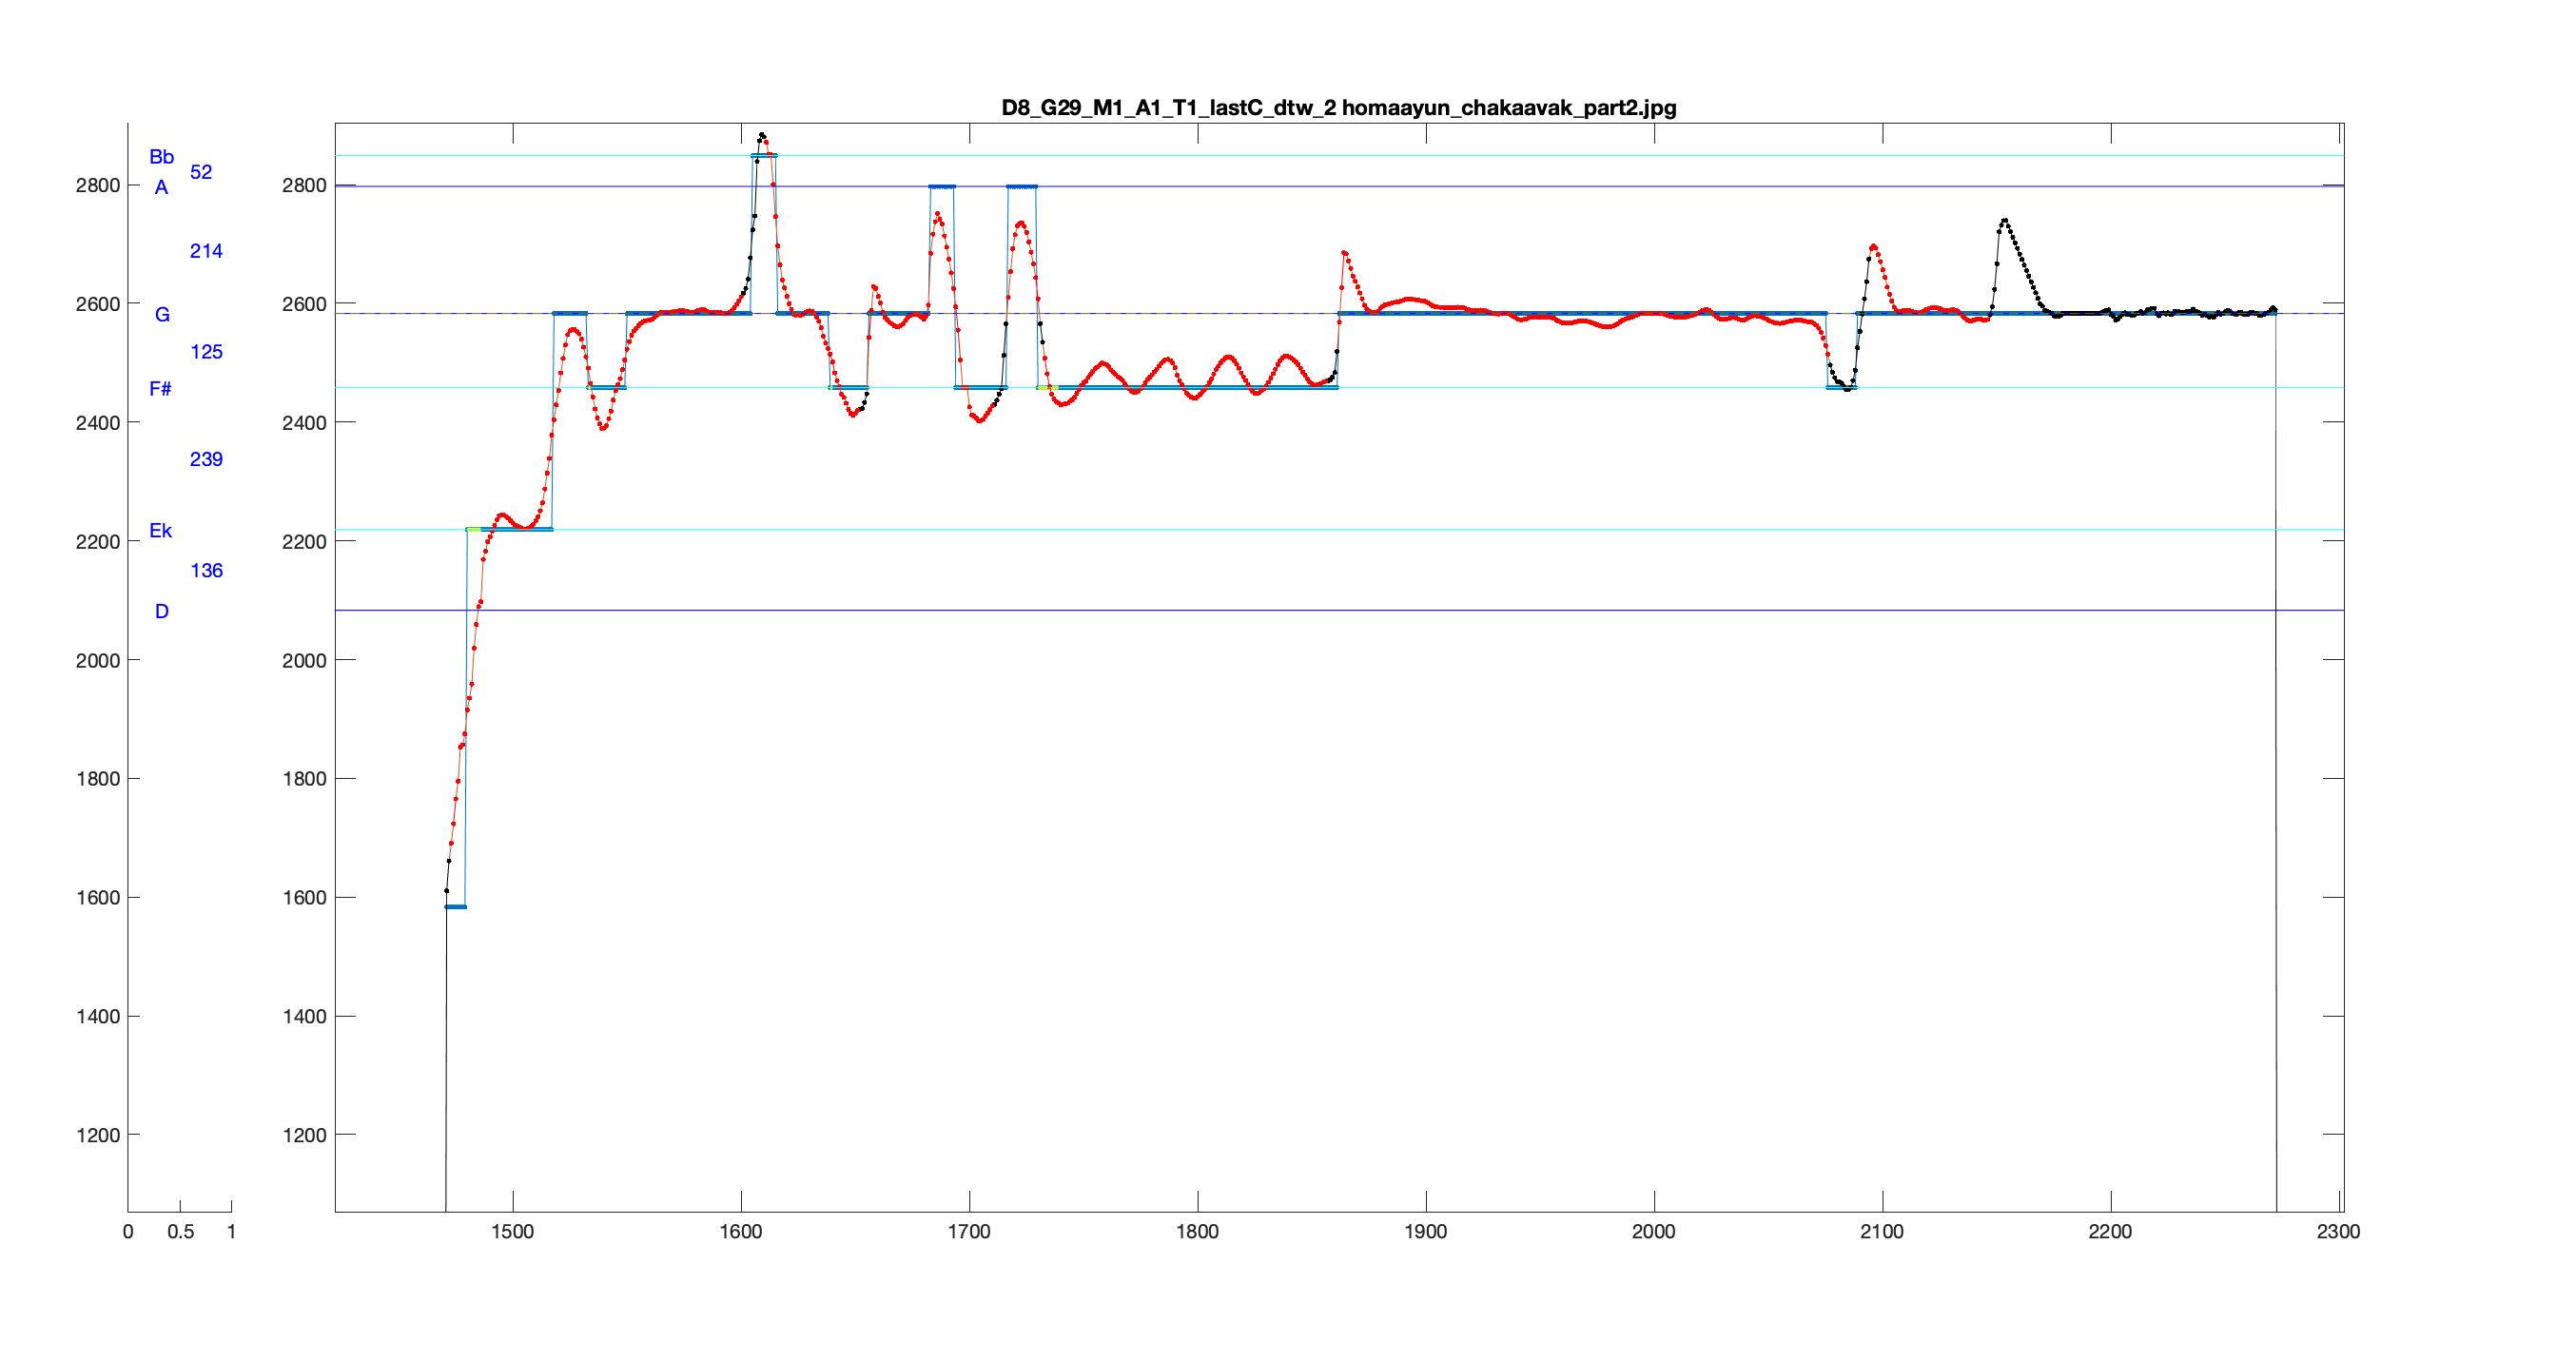 D8_G29_M1_A1_T1_lastC_dtw_2 homaayun_chakaavak_part2.jpg
Bb
52
2800 A 2800
214
2600 G 2600
125
F#
2400 2400
239
Ek
2200 2200
136
D
2000 2000
1800 1800
1600 1600
1400 1400
1200 1200
0 0.5 1 1500 1600 1700 1800 1900 2000 2100 2200 2300